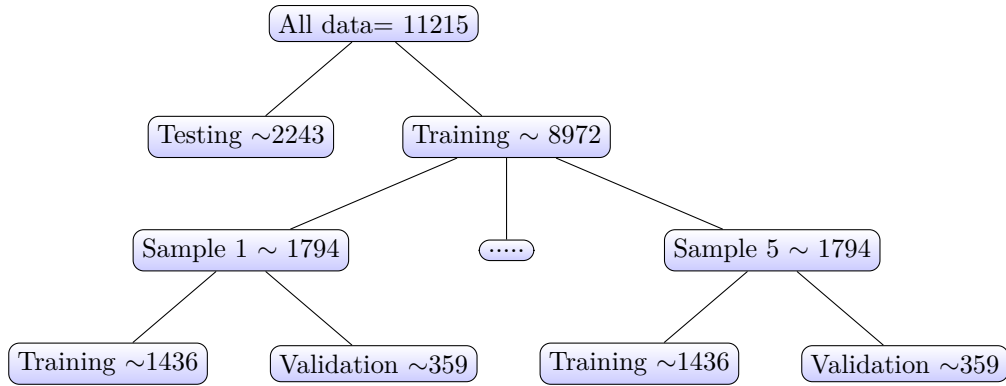 All data= 11215
Testing ∼2243
Training ∼ 8972
Sample 1 ∼ 1794
.....
Sample 5 ∼ 1794
Training ∼1436
Validation ∼359
Training ∼1436
Validation ∼359